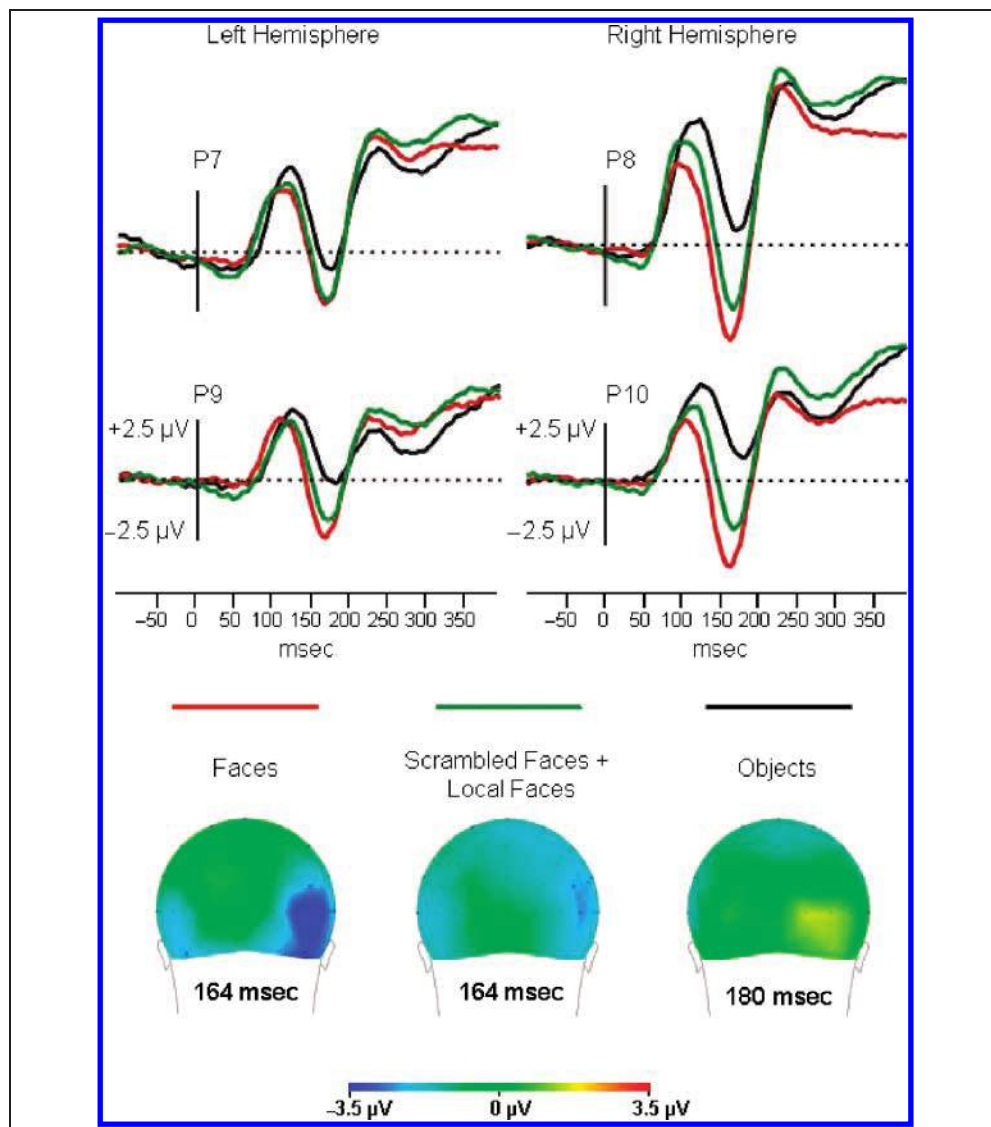 Left Hemisphere
Right Hemisphere
P7
P8
P9
P10
+2.5 µV
+2.5 µV
−2.5 µV
−2.5 µV
−50 0 50 100 150 200 250 300 350
−50 0 50 100 150 200 250 300 350
msec
msec
Faces
Scrambled Faces +
Local Faces
Objects
164 msec
164 msec
180 msec
−3.5 µV
0 µV
3.5 µV